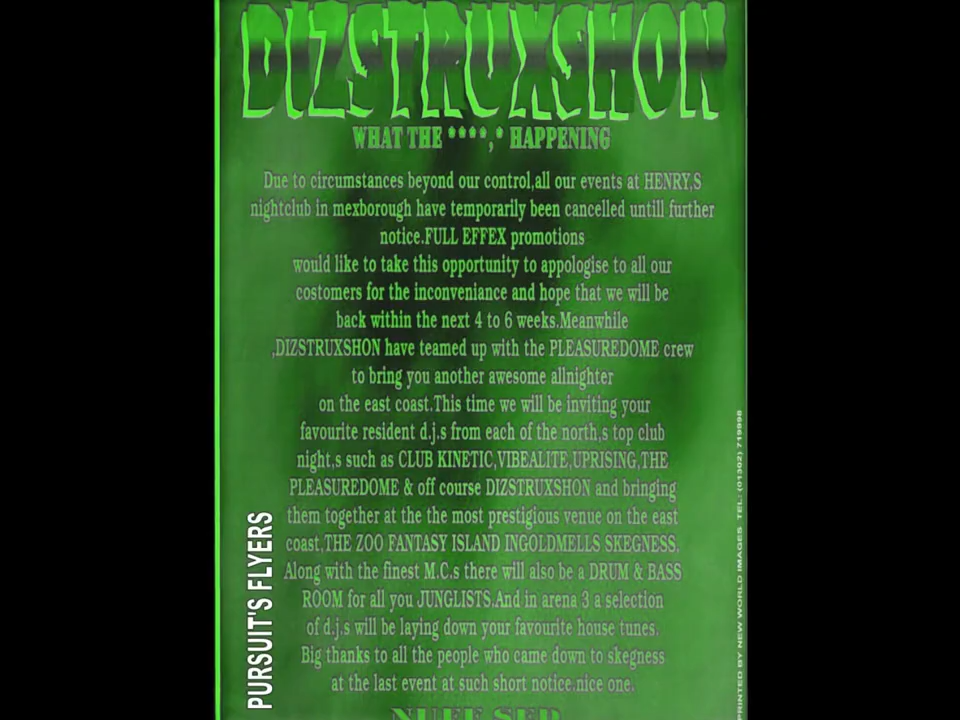 DIZSTRUXSHON
WHAT THE ****,* HAPPENING
Due to circumstances beyond our control,all our events at HENRY,S
nightclub in mexborough have temporarily been cancelled untill further
notice.FULL EFFEX promotions
would like to take this opportunity to appologise to all our
costomers for the inconveniance and hope that we will be
back within the next 4 to 6 weeks.Meanwhile
,DIZSTRUXSHON have teamed up with the PLEASUREDOME crew
to bring you another awesome allnighter
on the east coast.This time we will be inviting your
favourite resident d.j.s from each of the north,s top club
night,s such as CLUB KINETIC,VIBEALITE,UPRISING,THE
PLEASUREDOME & off course DIZSTRUXSHON and bringing
them together at the the most prestigious venue on the east
coast,THE ZOO FANTASY ISLAND INGOLDMELLS SKEGNESS.
Along with the finest M.C.s there will also be a DRUM & BASS
ROOM for all you JUNGLISTS.And in arena 3 a selection
of d.j.s will be laying down your favourite house tunes.
Big thanks to all the people who came down to skegness
at the last event at such short notice.nice one.
NUFF SED
PURSUIT'S FLYERS
PRINTED BY NEW WORLD IMAGES TEL: (01302) 719998